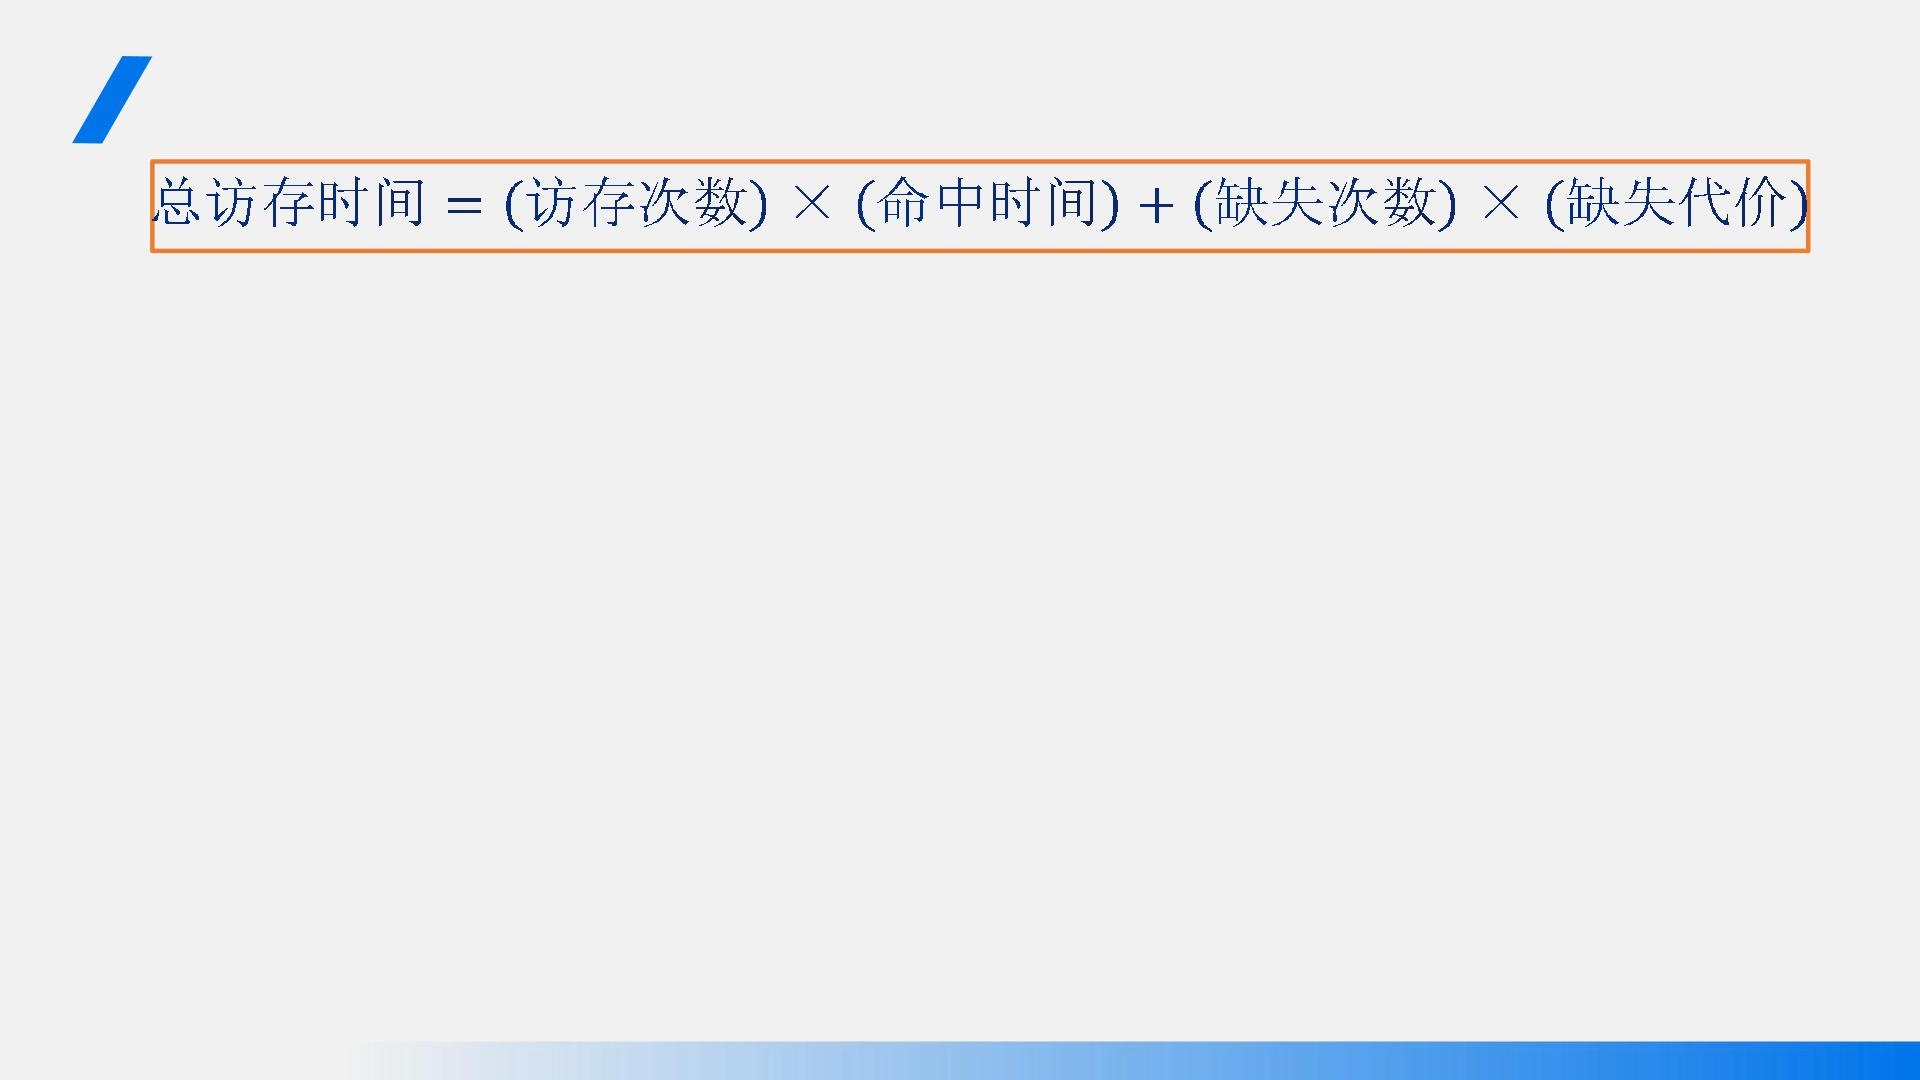 总访存时间 = (访存次数) × (命中时间) + (缺失次数) × (缺失代价)